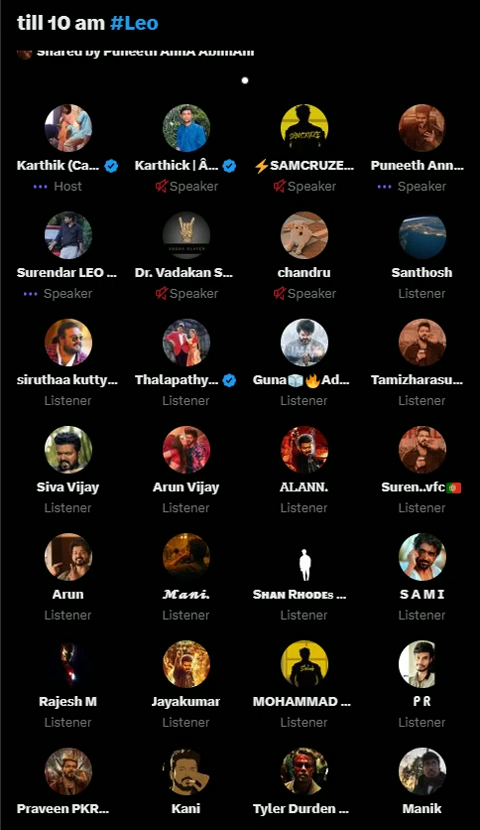 till 10 am #Leo
Shared by Puneeth AnnA AbimAni
Karthik (Ca... Karthick | Â... ⚡SAMCRUZE... Puneeth Ann...
Host Speaker Speaker Speaker
Surendar LEO ... Dr. Vadakan S... chandru Santhosh
Speaker Speaker Speaker Listener
siruthaa kutty... Thalapathy... Guna🧊🔥Ad... Tamizharasu...
Listener Listener Listener Listener
Siva Vijay Arun Vijay ALANN. Suren..vfc🇵🇹
Listener Listener Listener Listener
Arun 𝓜𝓪𝓷𝓲. Sʜᴀɴ Rʜᴏᴅᴇs ... S A M I
Listener Listener Listener Listener
Rajesh M Jayakumar MOHAMMAD ... P R
Listener Listener Listener Listener
Praveen PKR... Kani Tyler Durden ... Manik